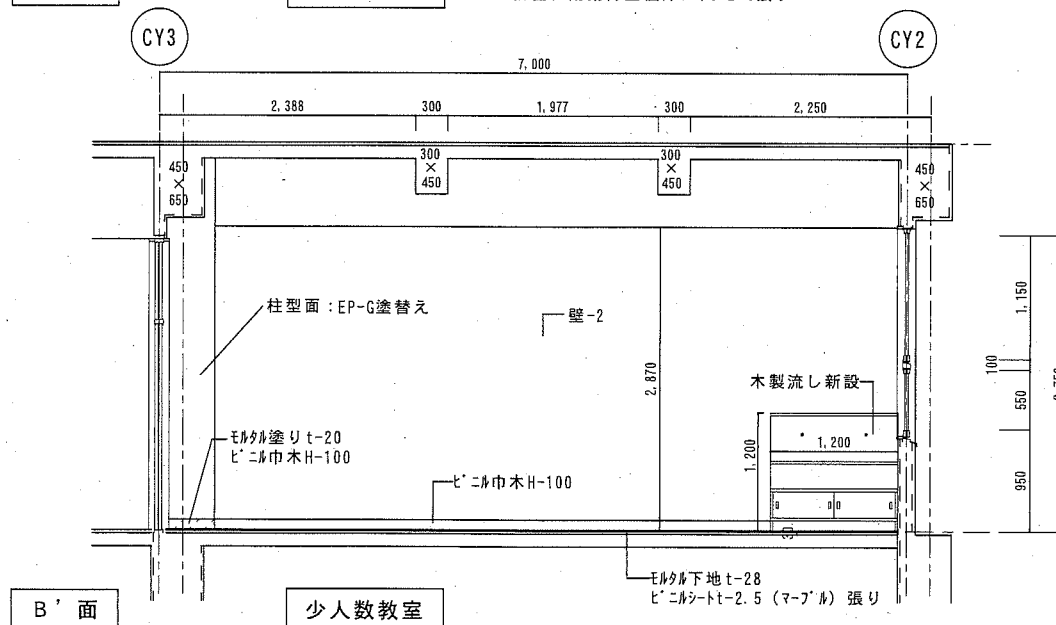 CY3
CY2
7,000
2,388
300
1,977
300
2,250
450
×
650
300
×
450
300
×
450
450
×
650
柱型面：EP-G塗替え
壁-2
2,870
木製流し新設
1,200
1,200
1,150
100
550
950
モルタル塗りt-20
ビニル巾木H-100
ビニル巾木H-100
モルタル下地t-28
ビニルシートt-2.5（マーブル）張り
B’面
少人数教室